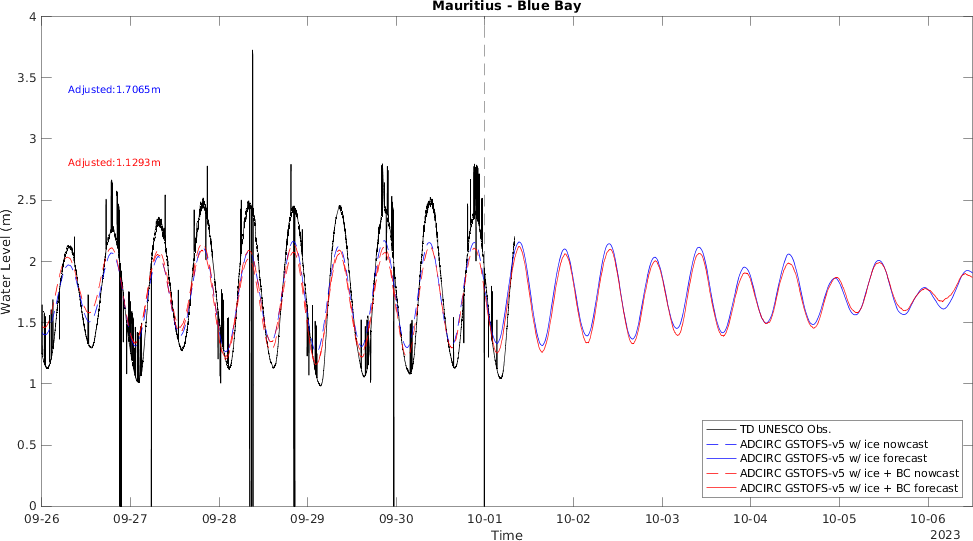 Mauritius - Blue Bay
4
3.5
3
2.5
2
1.5
1
0.5
0
Water Level (m)
Adjusted:1.7065m
Adjusted:1.1293m
TD UNESCO Obs.
ADCIRC GSTOFS-v5 w/ ice nowcast
ADCIRC GSTOFS-v5 w/ ice forecast
ADCIRC GSTOFS-v5 w/ ice + BC nowcast
ADCIRC GSTOFS-v5 w/ ice + BC forecast
09-26 09-27 09-28 09-29 09-30 10-01 10-02 10-03 10-04 10-05 10-06
Time
2023